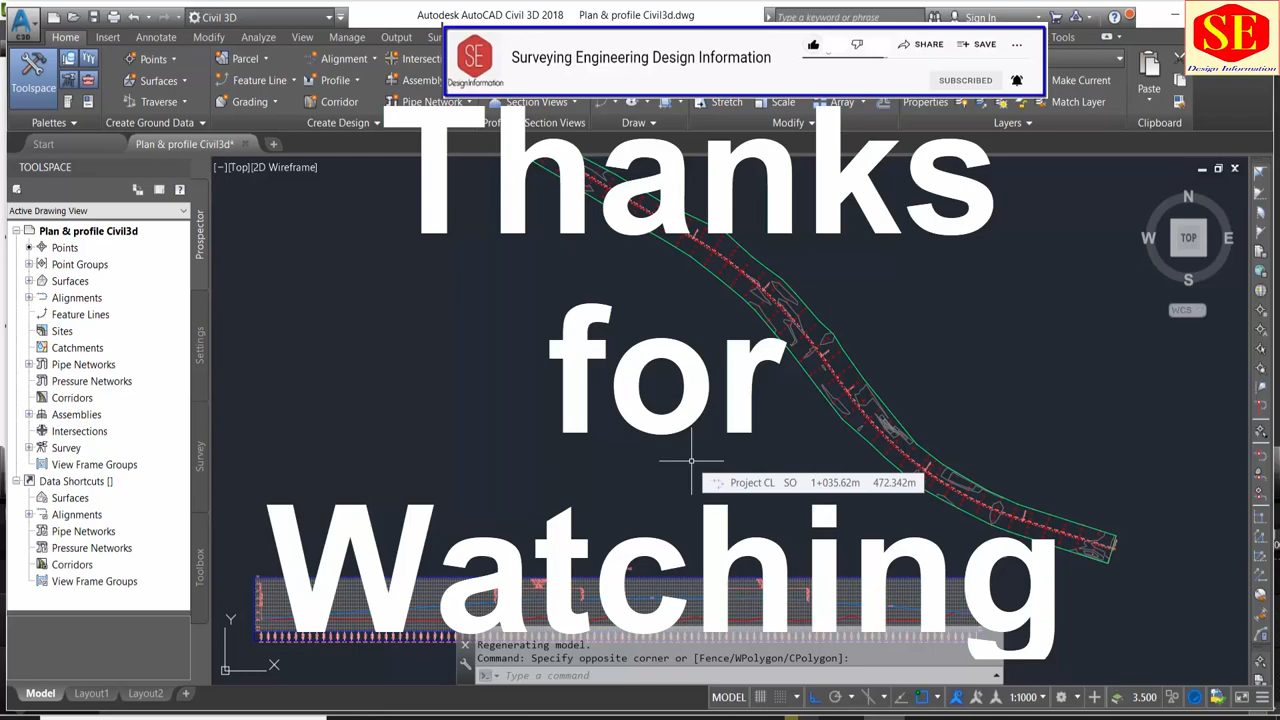 Civil 3D
Autodesk AutoCAD Civil 3D 2018 Plan & profile Civil3d.dwg
Type a keyword or phrase
Sign In
SE
Design Information
C3D
Home Insert Annotate Modify Analyze View Manage Output Tools
SE
DesignInformation
Surveying Engineering Design Information
SHARE SAVE ...
SUBSCRIBED
Toolspace
Palettes
Points
Surfaces
Traverse
Create Ground Data
Parcel
Feature Line
Grading
Alignment
Profile
Corridor
Create Design
Pipe Network
Section Views
Section Views
Draw
Stretch Scale Array
Modify
Properties
Make Current
Match Layer
Layers
Paste
Clipboard
Start Plan & profile Civil3d*
TOOLSPACE
Active Drawing View
Plan & profile Civil3d
Points
Point Groups
Surfaces
Alignments
Feature Lines
Sites
Catchments
Pipe Networks
Pressure Networks
Corridors
Assemblies
Intersections
Survey
View Frame Groups
Data Shortcuts []
Surfaces
Alignments
Pipe Networks
Pressure Networks
Corridors
View Frame Groups
Prospector
Settings
Survey
Toolbox
[−][Top][2D Wireframe]
Thanks
for
Watching
N
W TOP E
S
WCS
Project CL SO 1+035.62m 472.342m
Y
X
Regenerating model.
Command: Specify opposite corner or [Fence/WPolygon/CPolygon]:
Type a command
Model Layout1 Layout2 +
MODEL 1:1000 3.500